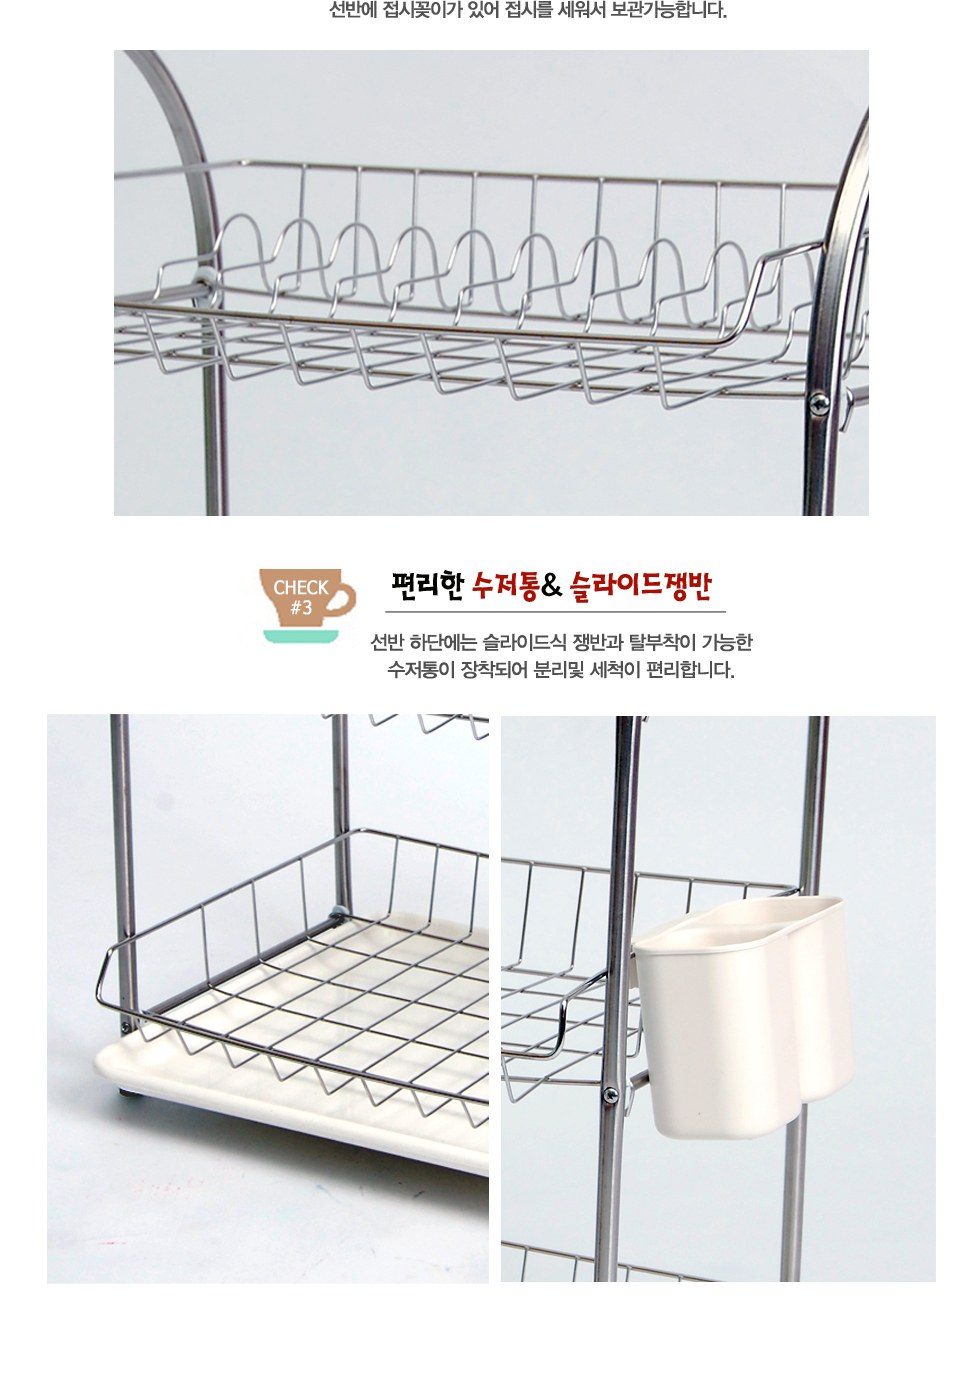 선반에 접시꽂이가 있어 접시를 세워서 보관가능합니다.
CHECK
#3
편리한 수저통& 슬라이드쟁반
선반 하단에는 슬라이드식 쟁반과 탈부착이 가능한
수저통이 장착되어 분리및 세척이 편리합니다.